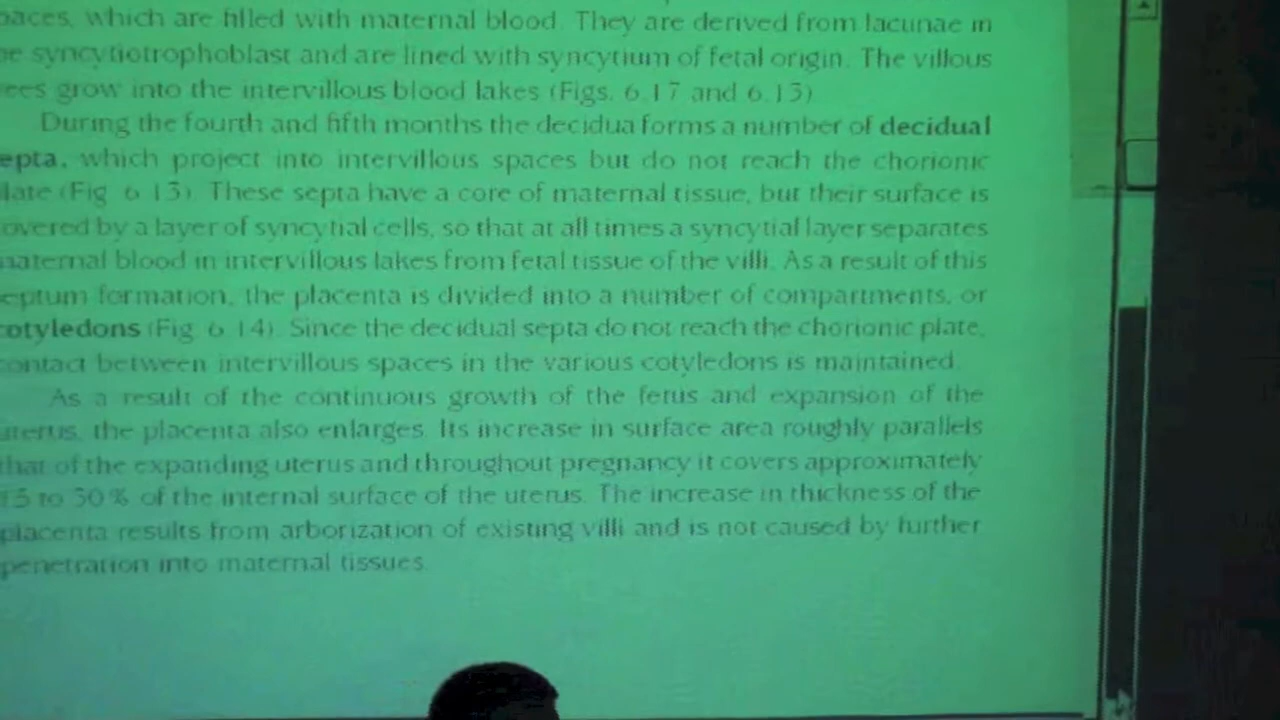 paces, which are filled with maternal blood. They are derived from lacunae in
he syncytiotrophoblast and are lined with syncytium of fetal origin. The villous
rees grow into the intervillous blood lakes (Figs. 6.17 and 6.13)
During the fourth and fifth months the decidua forms a number of decidual
epta, which project into intervillous spaces but do not reach the chorionic
late (Fig 6 13). These septa have a core of maternal tissue, but their surface is
overed by a layer of syncytial cells, so that at all times a syncytial layer separates
maternal blood in intervillous lakes from fetal tissue of the villi. As a result of this
eptum formation, the placenta is divided into a number of compartments, or
cotyledons (Fig 6 14). Since the decidual septa do not reach the chorionic plate,
contact between intervillous spaces in the various cotyledons is maintained.
As a result of the continuous growth of the fetus and expansion of the
uterus, the placenta also enlarges. Its increase in surface area roughly parallels
that of the expanding uterus and throughout pregnancy it covers approximately
15 to 30% of the internal surface of the uterus. The increase in thickness of the
placenta results from arborization of existing villi and is not caused by further
penetration into maternal tissues.